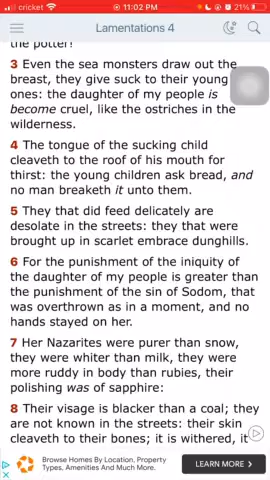 cricket
11:02 PM
21%
Lamentations 4
the potter!
3 Even the sea monsters draw out the
breast, they give suck to their young
ones: the daughter of my people is
become cruel, like the ostriches in the
wilderness.
4 The tongue of the sucking child
cleaveth to the roof of his mouth for
thirst: the young children ask bread, and
no man breaketh it unto them.
5 They that did feed delicately are
desolate in the streets: they that were
brought up in scarlet embrace dunghills.
6 For the punishment of the iniquity of
the daughter of my people is greater than
the punishment of the sin of Sodom, that
was overthrown as in a moment, and no
hands stayed on her.
7 Her Nazarites were purer than snow,
they were whiter than milk, they were
more ruddy in body than rubies, their
polishing was of sapphire:
8 Their visage is blacker than a coal; they
are not known in the streets: their skin
cleaveth to their bones; it is withered, it
Browse Homes By Location, Property
Types, Amenities And Much More.
LEARN MORE >